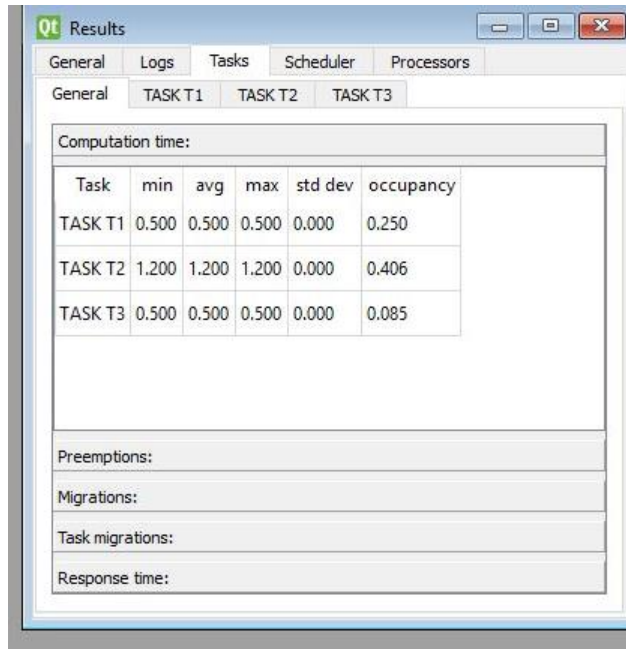 Qt Results
General Logs Tasks Scheduler Processors
General TASK T1 TASK T2 TASK T3
Computation time:
Task min avg max std dev occupancy
TASK T1 0.500 0.500 0.500 0.000 0.250
TASK T2 1.200 1.200 1.200 0.000 0.406
TASK T3 0.500 0.500 0.500 0.000 0.085
Preemptions:
Migrations:
Task migrations:
Response time: